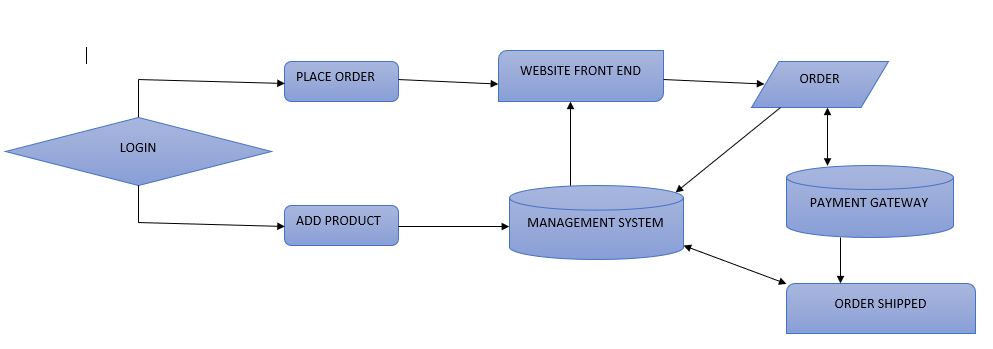 PLACE ORDER
WEBSITE FRONT END
ORDER
LOGIN
ADD PRODUCT
MANAGEMENT SYSTEM
PAYMENT GATEWAY
ORDER SHIPPED